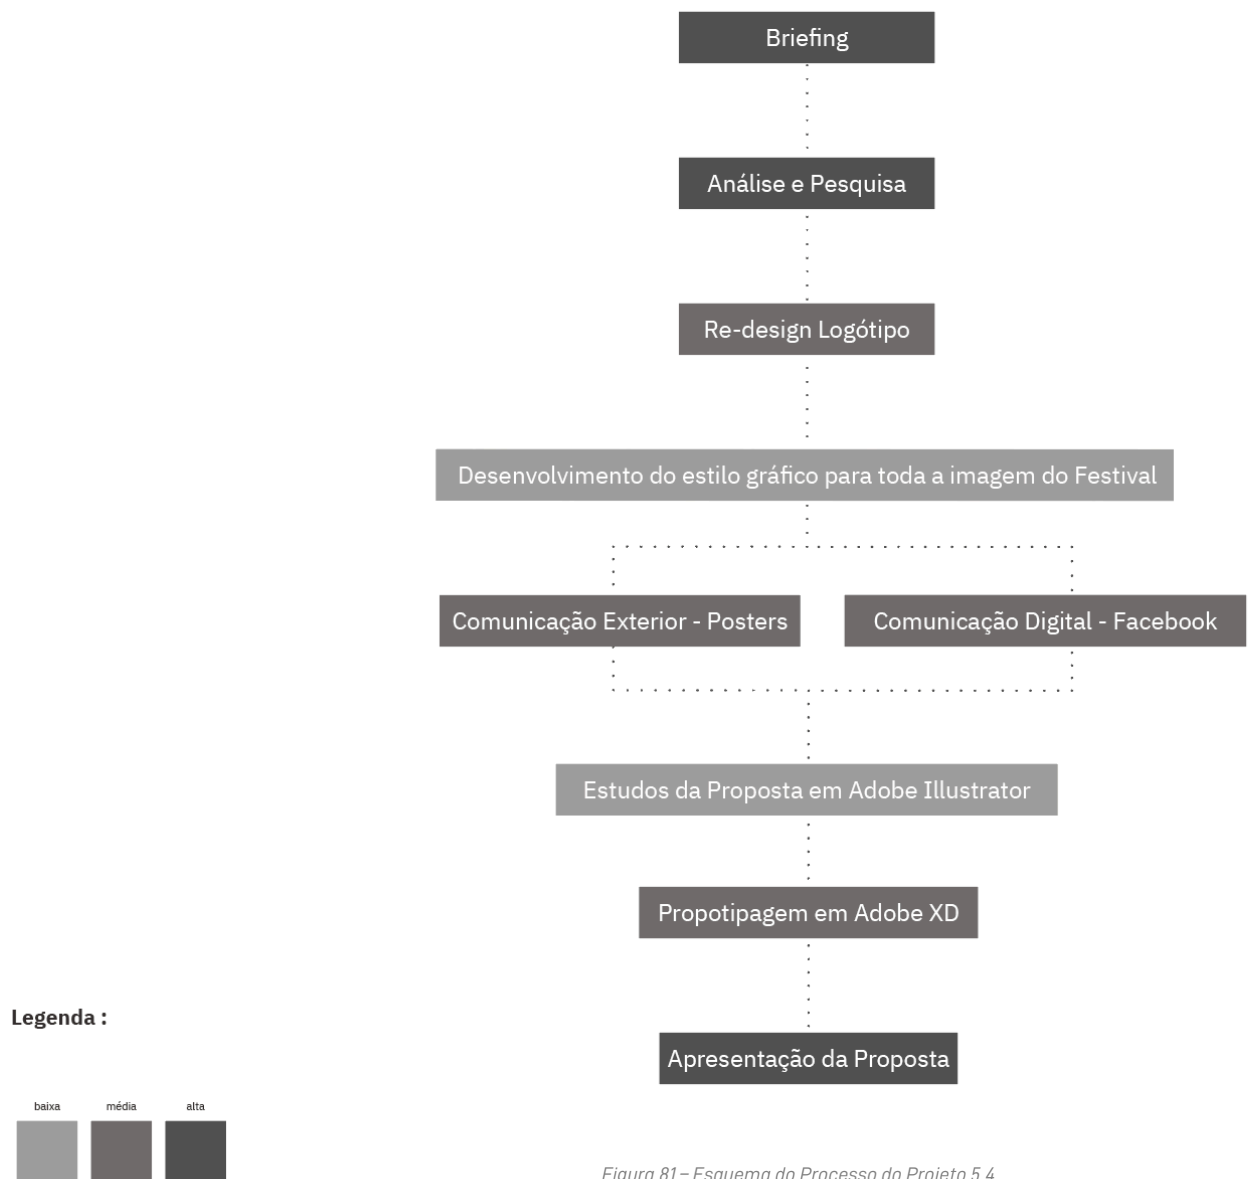 Briefing
Análise e Pesquisa
Re-design Logótipo
Desenvolvimento do estilo gráfico para toda a imagem do Festival
Comunicação Exterior - Posters
Comunicação Digital - Facebook
Estudos da Proposta em Adobe Illustrator
Propotipagem em Adobe XD
Apresentação da Proposta
Legenda :
baixa média alta
Figura 81 – Esquema do Processo do Projeto 5.4